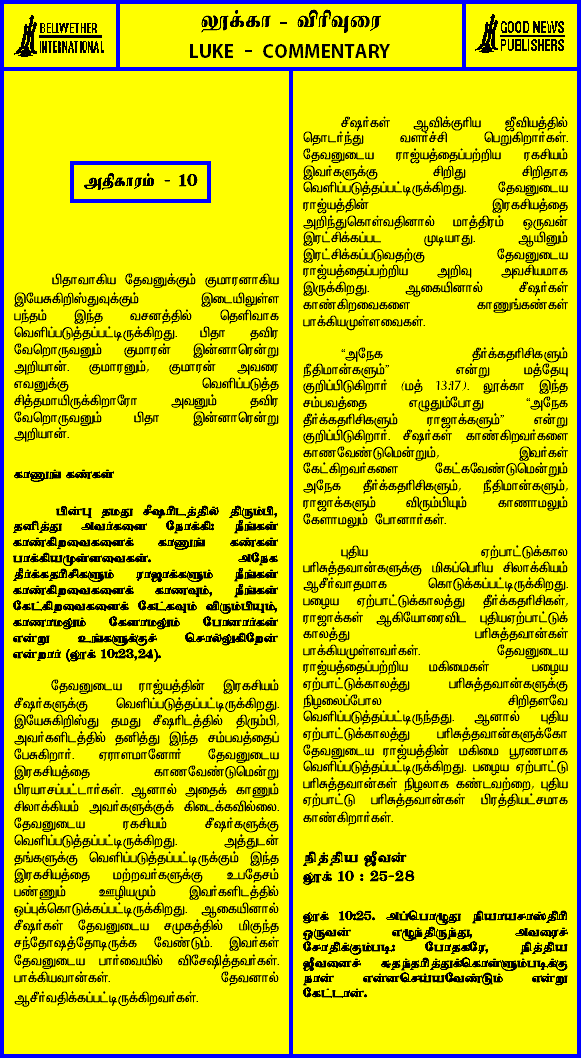 BELWETHER
INTERNATIONAL
லூக்கா - விரிவுரை
LUKE - COMMENTARY
GOOD NEWS
PUBLISHERS
அதிகாரம் - 10
பிதாவாகிய தேவனுக்கும் குமாரனாகிய
இயேசுகிறிஸ்துவுக்கும் இடையிலுள்ள
பந்தம் இந்த வசனத்தில் தெளிவாக
வெளிப்படுத்தப்பட்டிருக்கிறது. பிதா தவிர
வேறொருவனும் குமாரன் இன்னாரென்று
அறியான். குமாரனும், குமாரன் அவரை
எவனுக்கு வெளிப்படுத்த
சித்தமாயிருக்கிறாரோ அவனும் தவிர
வேறொருவனும் பிதா இன்னாரென்று
அறியான்.
காணுங் கண்கள்
பின்பு தமது சீஷரிடத்தில் திரும்பி,
தனித்து அவர்களை நோக்கி: நீங்கள்
காண்கிறவைகளைக் காணுங் கண்கள்
பாக்கியமுள்ளவைகள். அநேக
தீர்க்கதரிசிகளும் ராஜாக்களும் நீங்கள்
காண்கிறவைகளைக் காணவும், நீங்கள்
கேட்கிறவைகளைக் கேட்கவும் விரும்பியும்,
காணாமலும் கேளாமலும் போனார்கள்
என்று உங்களுக்குச் சொல்லுகிறேன்
என்றார் (லூக் 10:23,24).
தேவனுடைய ராஜ்யத்தின் இரகசியம்
சீஷர்களுக்கு வெளிப்படுத்தப்பட்டிருக்கிறது.
இயேசுகிறிஸ்து தமது சீஷரிடத்தில் திரும்பி,
அவர்களிடத்தில் தனித்து இந்த சம்பவத்தைப்
பேசுகிறார். ஏராளமானோர் தேவனுடைய
இரகசியத்தை காணவேண்டுமென்று
பிரயாசப்பட்டார்கள். ஆனால் அதைக் காணும்
சிலாக்கியம் அவர்களுக்குக் கிடைக்கவில்லை.
தேவனுடைய ரகசியம் சீஷர்களுக்கு
வெளிப்படுத்தப்பட்டிருக்கிறது. அத்துடன்
தங்களுக்கு வெளிப்படுத்தப்பட்டிருக்கும் இந்த
இரகசியத்தை மற்றவர்களுக்கு உபதேசம்
பண்ணும் ஊழியமும் இவர்களிடத்தில்
ஒப்புக்கொடுக்கப்பட்டிருக்கிறது. ஆகையினால்
சீஷர்கள் தேவனுடைய சமுகத்தில் மிகுந்த
சந்தோஷத்தோடிருக்க வேண்டும். இவர்கள்
தேவனுடைய பார்வையில் விசேஷித்தவர்கள்.
பாக்கியவான்கள். தேவனால்
ஆசீர்வதிக்கப்பட்டிருக்கிறவர்கள்.
சீஷர்கள் ஆவிக்குரிய ஜீவியத்தில்
தொடர்ந்து வளர்ச்சி பெறுகிறார்கள்.
தேவனுடைய ராஜ்யத்தைப்பற்றிய ரகசியம்
இவர்களுக்கு சிறிது சிறிதாக
வெளிப்படுத்தப்பட்டிருக்கிறது. தேவனுடைய
ராஜ்யத்தின் இரகசியத்தை
அறிந்துகொள்வதினால் மாத்திரம் ஒருவன்
இரட்சிக்கப்பட முடியாது. ஆயினும்
இரட்சிக்கப்படுவதற்கு தேவனுடைய
ராஜ்யத்தைப்பற்றிய அறிவு அவசியமாக
இருக்கிறது. ஆகையினால் சீஷர்கள்
காண்கிறவைகளை காணுங்கண்கள்
பாக்கியமுள்ளவைகள்.
“அநேக தீர்க்கதரிசிகளும்
நீதிமான்களும்” என்று மத்தேயு
குறிப்பிடுகிறார் (மத் 13:17). லூக்கா இந்த
சம்பவத்தை எழுதும்போது “அநேக
தீர்க்கதரிசிகளும் ராஜாக்களும்” என்று
குறிப்பிடுகிறார். சீஷர்கள் காண்கிறவர்களை
காணவேண்டுமென்றும், இவர்கள்
கேட்கிறவர்களை கேட்கவேண்டுமென்றும்
அநேக தீர்க்கதரிசிகளும், நீதிமான்களும்,
ராஜாக்களும் விரும்பியும் காணாமலும்
கேளாமலும் போனார்கள்.
புதிய ஏற்பாட்டுக்கால
பரிசுத்தவான்களுக்கு மிகப்பெரிய சிலாக்கியம்
ஆசீர்வாதமாக கொடுக்கப்பட்டிருக்கிறது.
பழைய ஏற்பாட்டுக்காலத்து தீர்க்கதரிசிகள்,
ராஜாக்கள் ஆகியோரைவிட புதியஏற்பாட்டுக்
காலத்து பரிசுத்தவான்கள்
பாக்கியமுள்ளவர்கள். தேவனுடைய
ராஜ்யத்தைப்பற்றிய மகிமைகள் பழைய
ஏற்பாட்டுக்காலத்து பரிசுத்தவான்களுக்கு
நிழலைப்போல சிறிதளவே
வெளிப்படுத்தப்பட்டிருந்தது. ஆனால் புதிய
ஏற்பாட்டுக்காலத்து பரிசுத்தவான்களுக்கோ
தேவனுடைய ராஜ்யத்தின் மகிமை பூரணமாக
வெளிப்படுத்தப்பட்டிருக்கிறது. பழைய ஏற்பாட்டு
பரிசுத்தவான்கள் நிழலாக கண்டவற்றை, புதிய
ஏற்பாட்டு பரிசுத்தவான்கள் பிரத்தியட்சமாக
காண்கிறார்கள்.
நித்திய ஜீவன்
லூக் 10 : 25-28
லூக் 10:25. அப்பொழுது நியாயசாஸ்திரி
ஒருவன் எழுந்திருந்து, அவரைச்
சோதிக்கும்படி: போதகரே, நித்திய
ஜீவனைச் சுதந்தரித்துக்கொள்ளும்படிக்கு
நான் என்னசெய்யவேண்டும் என்று
கேட்டான்.